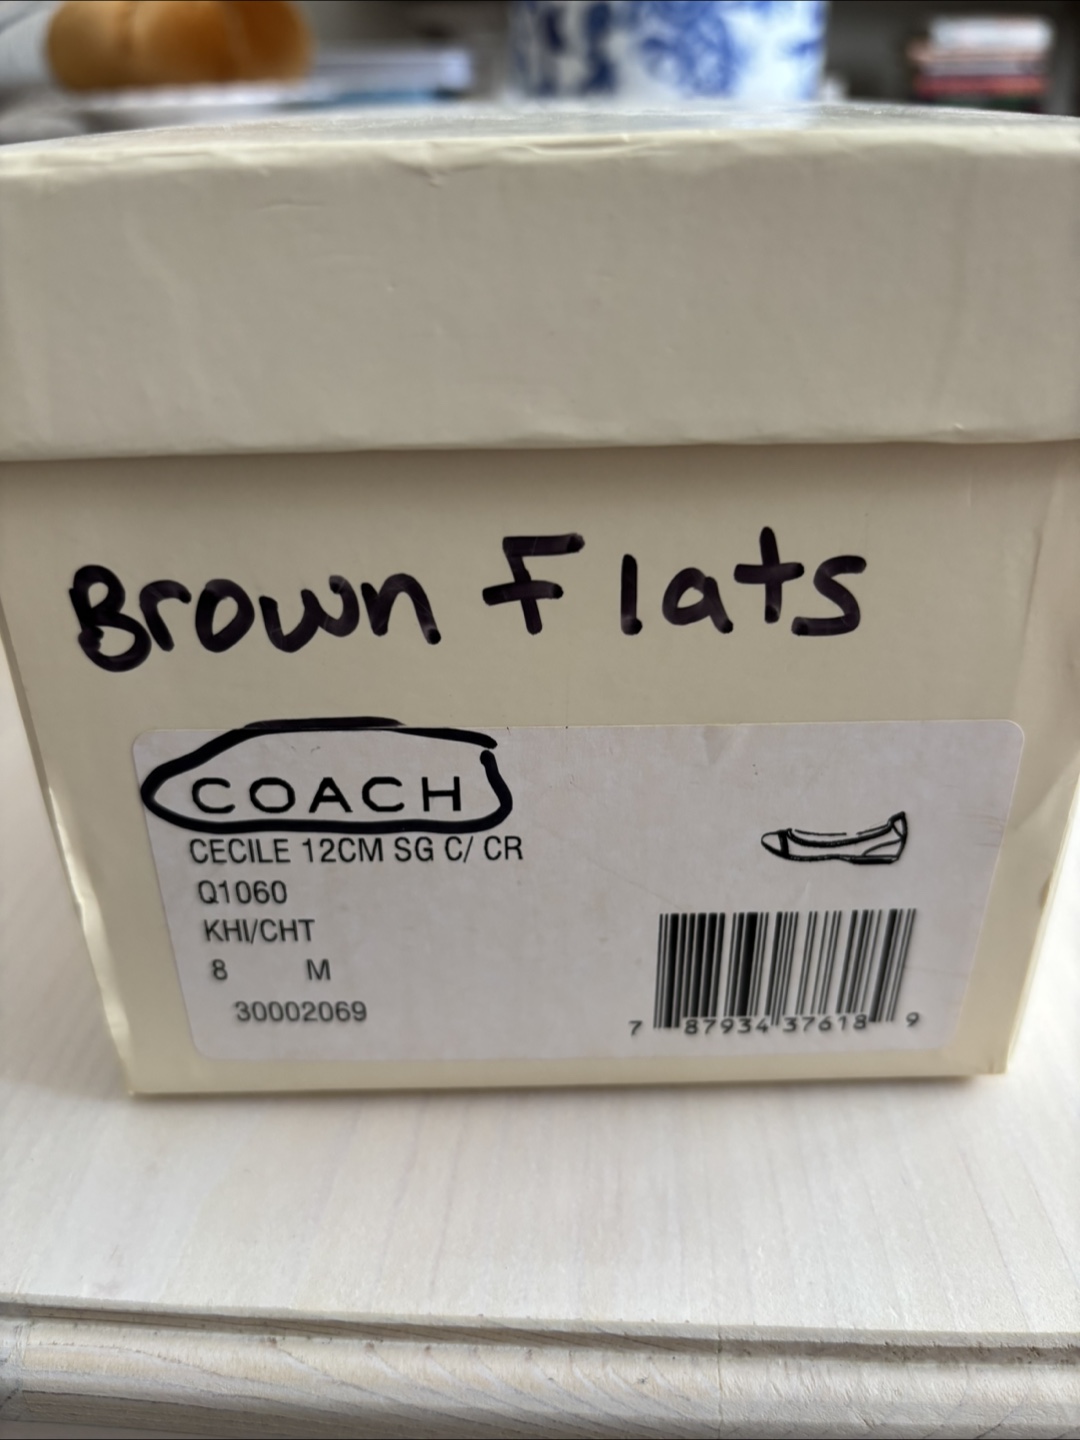 Brown Flats
COACH
CECILE 12CM SG C/ CR
Q1060
KHI/CHT
8 M
30002069
7 87934 37618 9